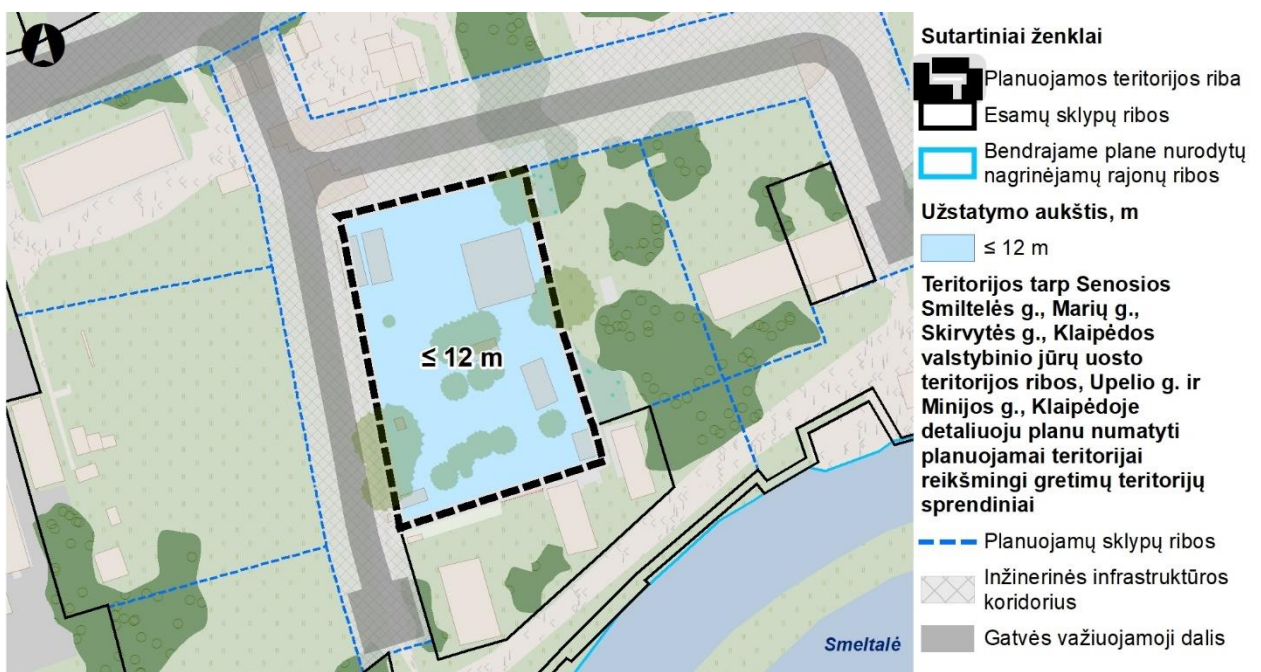 ≤ 12 m
Smeltalė
Sutartiniai ženklai
Planuojamos teritorijos riba
Esamų sklypų ribos
Bendrajame plane nurodytų
nagrinėjamų rajonų ribos
Užstatymo aukštis, m
≤ 12 m
Teritorijos tarp Senosios
Smiltelės g., Marių g.,
Skirvytės g., Klaipėdos
valstybinio jūrų uosto
teritorijos ribos, Upelio g. ir
Minijos g., Klaipėdoje
detaliuoju planu numatyti
planuojamai teritorijai
reikšmingi gretimų teritorijų
sprendiniai
Planuojamų sklypų ribos
Inžinerinės infrastruktūros
koridorius
Gatvės važiuojamoji dalis